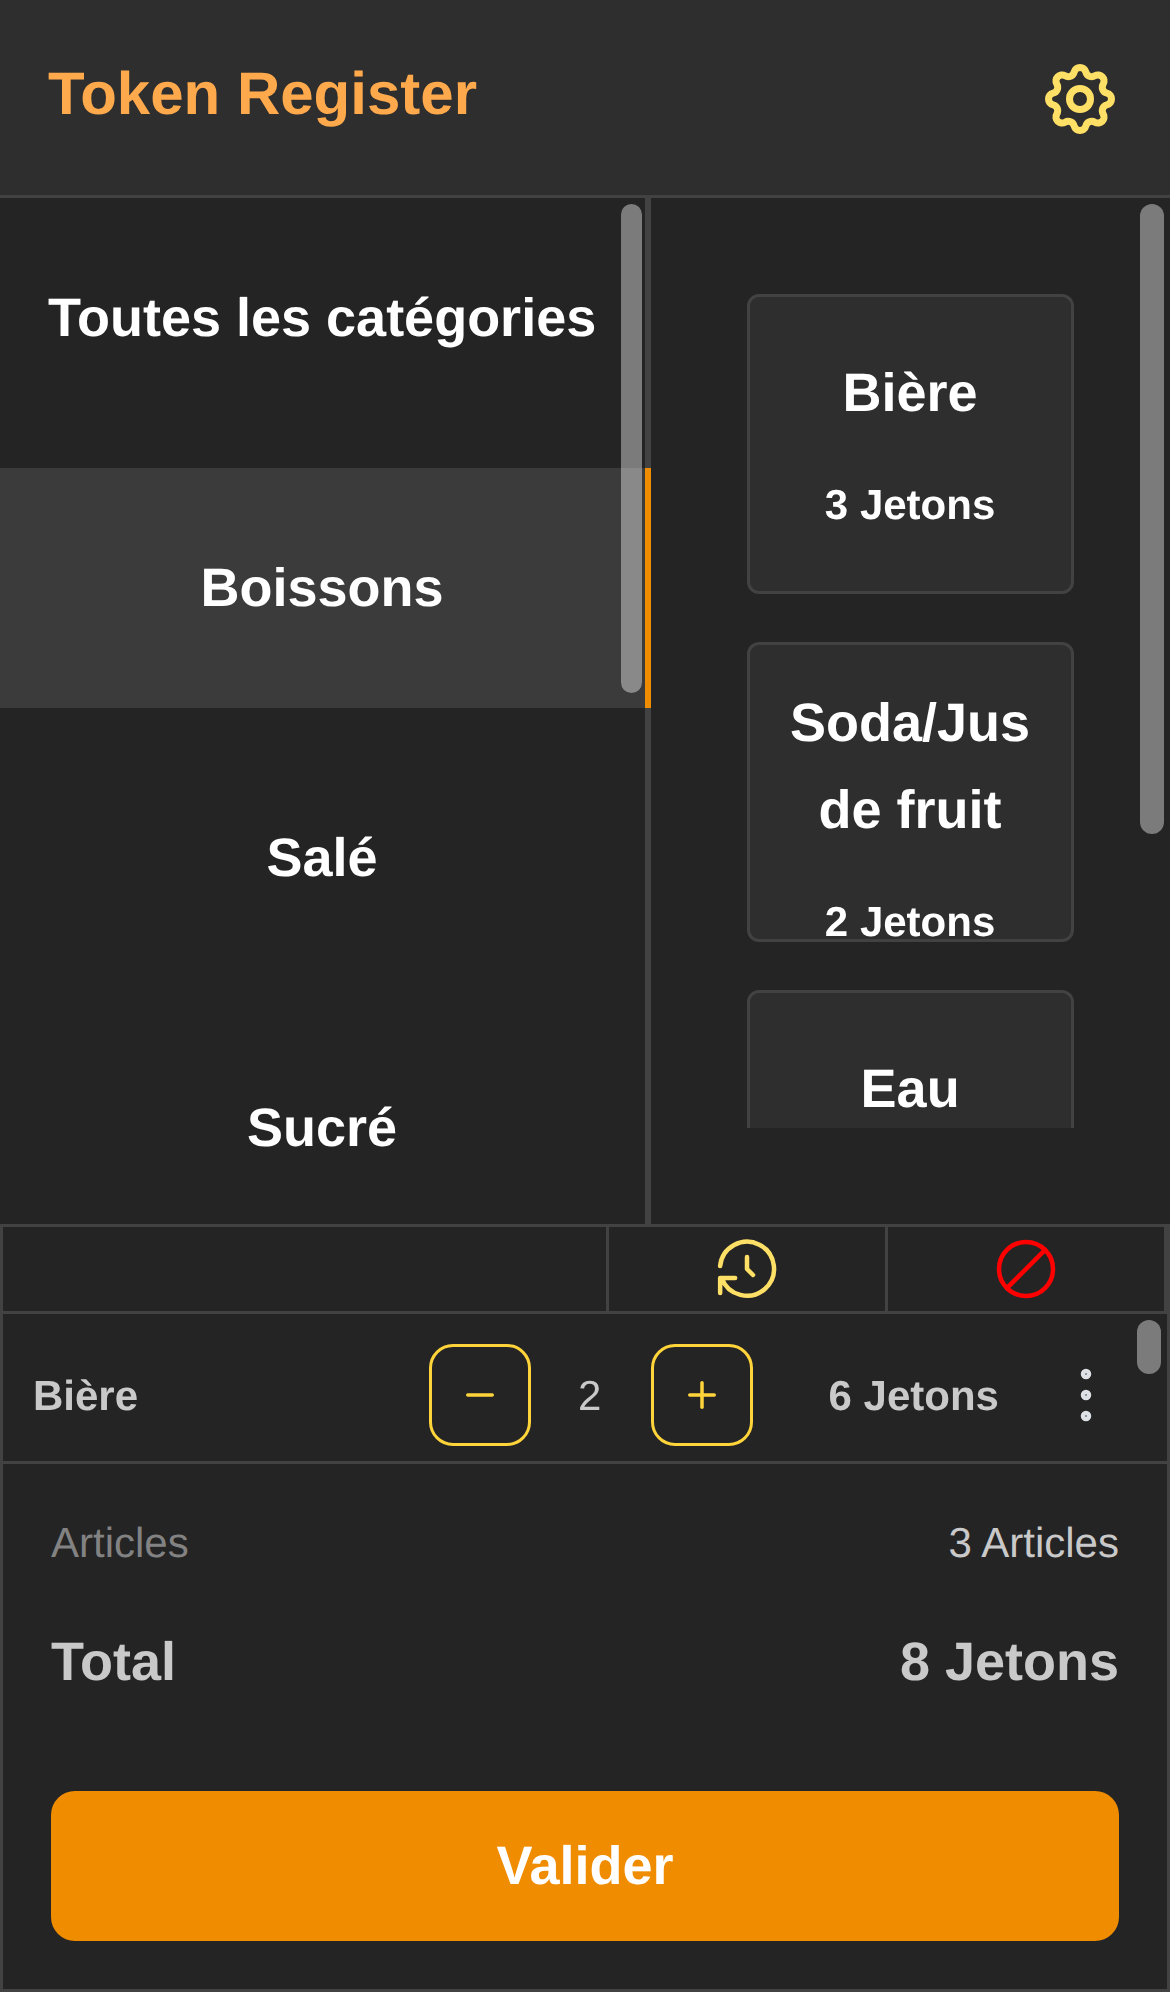 Token Register
Toutes les catégories
Boissons
Salé
Sucré
Bière
3 Jetons
Soda/Jus
de fruit
2 Jetons
Eau
Bière
2
6 Jetons
Articles
3 Articles
Total
8 Jetons
Valider